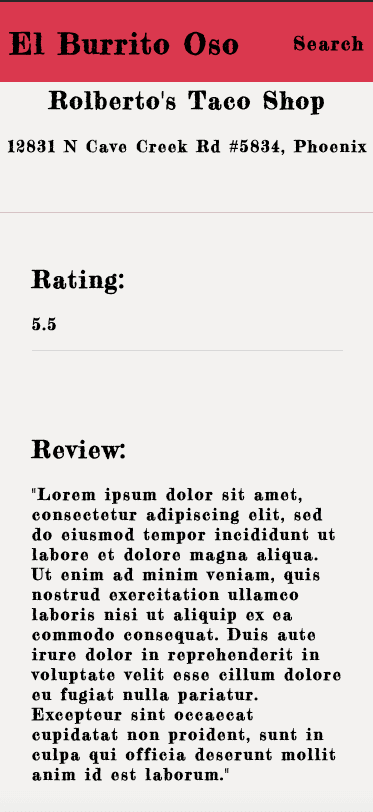 El Burrito Oso
Search
Rolberto's Taco Shop
12831 N Cave Creek Rd #5834, Phoenix
Rating:
5.5
Review:
"Lorem ipsum dolor sit amet,
consectetur adipiscing elit, sed
do eiusmod tempor incididunt ut
labore et dolore magna aliqua.
Ut enim ad minim veniam, quis
nostrud exercitation ullamco
laboris nisi ut aliquip ex ea
commodo consequat. Duis aute
irure dolor in reprehenderit in
voluptate velit esse cillum dolore
eu fugiat nulla pariatur.
Excepteur sint occaecat
cupidatat non proident, sunt in
culpa qui officia deserunt mollit
anim id est laborum."